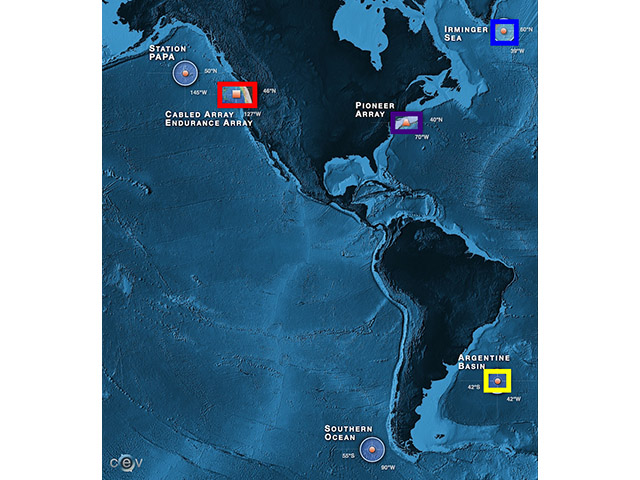 IRMINGER
SEA
60°N
39°W
STATION
PAPA
50°N
145°W
46°N
127°W
CABLED ARRAY
ENDURANCE ARRAY
PIONEER
ARRAY
40°N
70°W
ARGENTINE
BASIN
42°S
42°W
SOUTHERN
OCEAN
55°S
90°W
cev